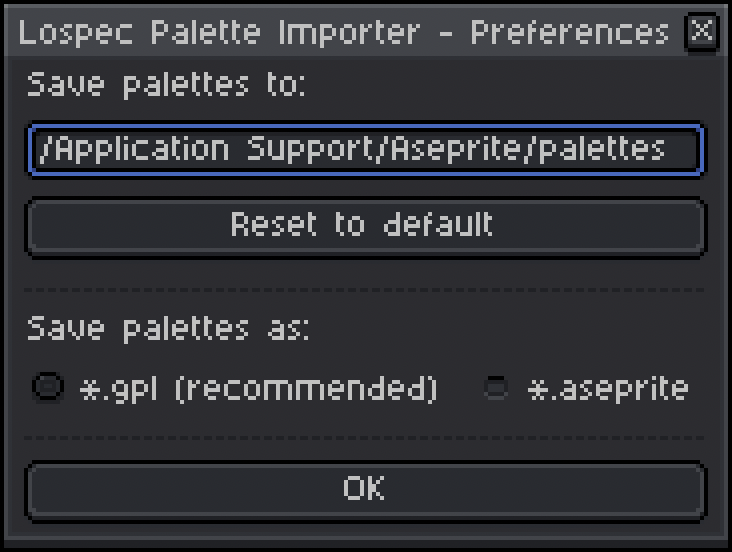 Lospec Palette Importer - Preferences
Save palettes to:
/Application Support/Aseprite/palettes
Reset to default
Save palettes as:
*.gpl (recommended) *.aseprite
OK